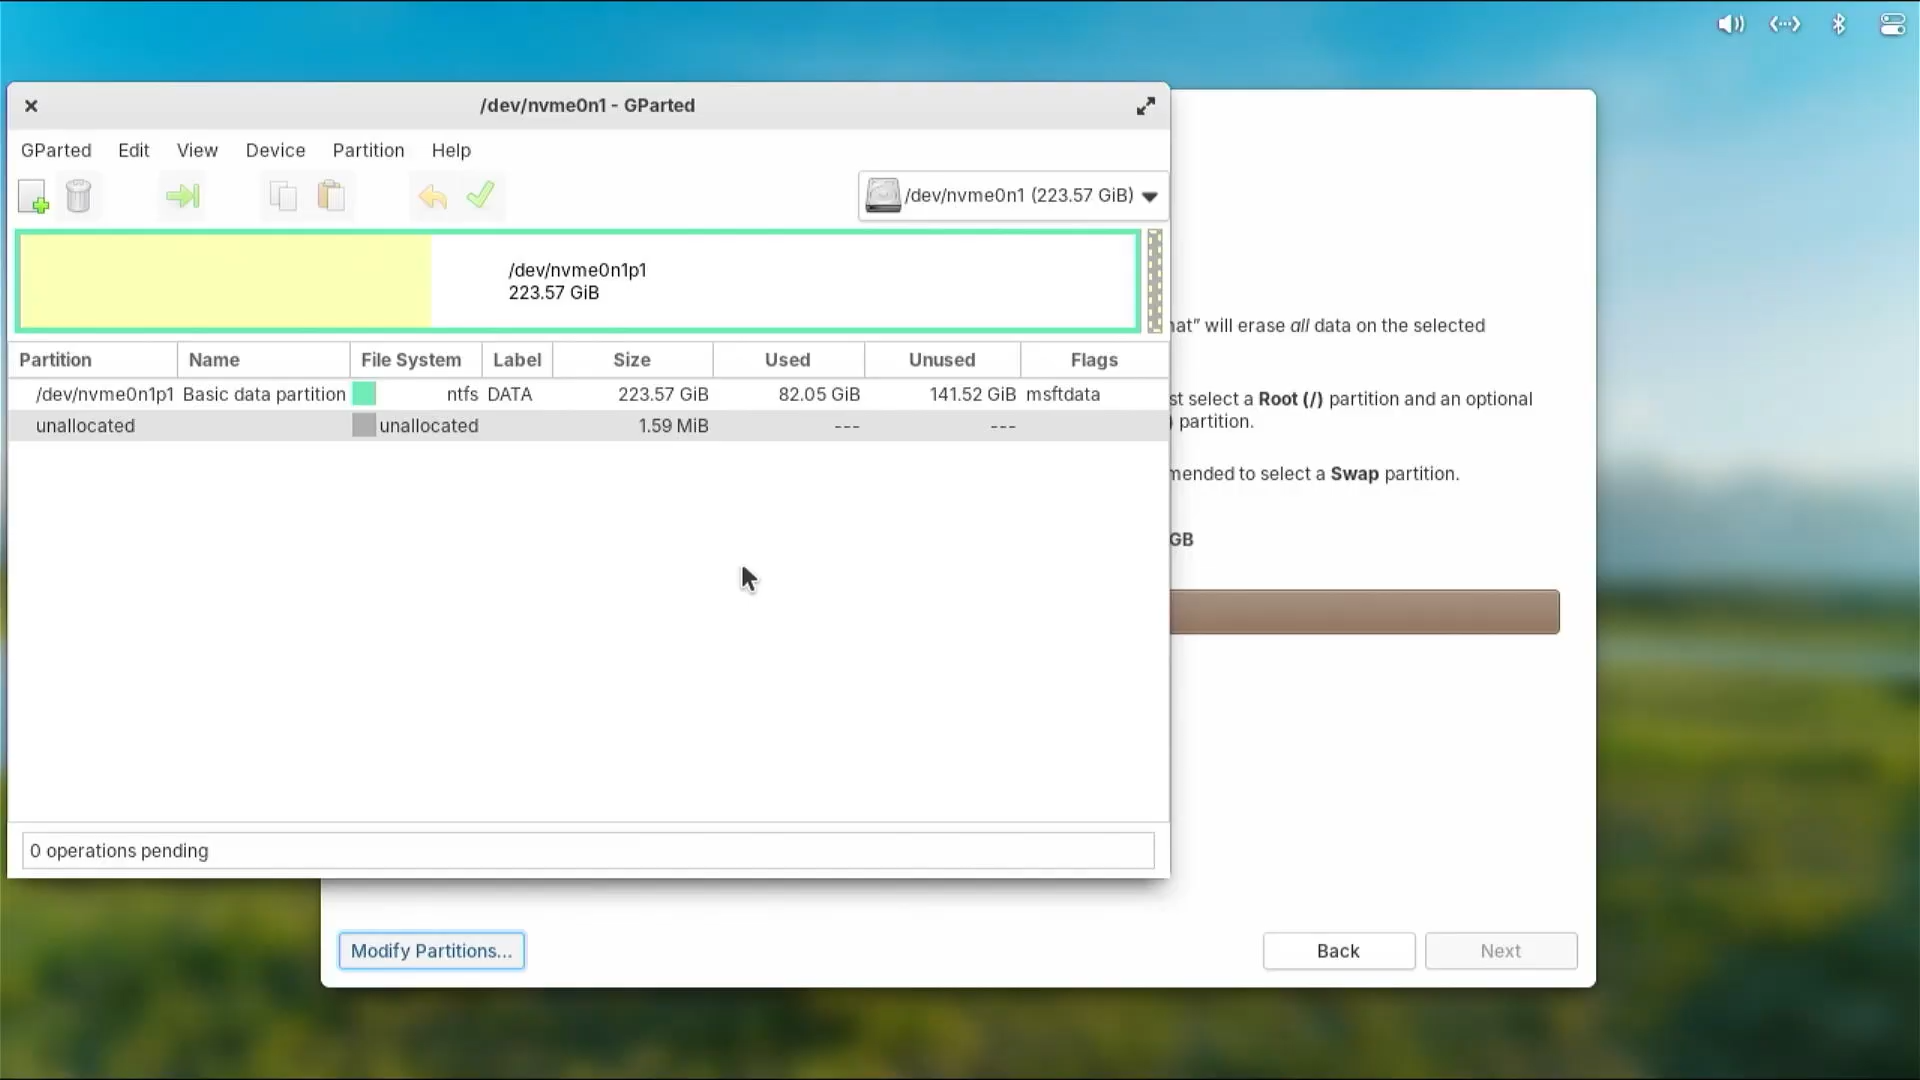 /dev/nvme0n1 - GParted
GParted Edit View Device Partition Help
/dev/nvme0n1 (223.57 GiB)
/dev/nvme0n1p1
223.57 GiB
Partition Name File System Label Size Used Unused Flags
/dev/nvme0n1p1 Basic data partition ntfs DATA 223.57 GiB 82.05 GiB 141.52 GiB msftdata
unallocated unallocated 1.59 MiB --- ---
0 operations pending
will erase all data on the selected
select a Root (/) partition and an optional
partition.
to select a Swap partition.
GB
Modify Partitions...
Back
Next